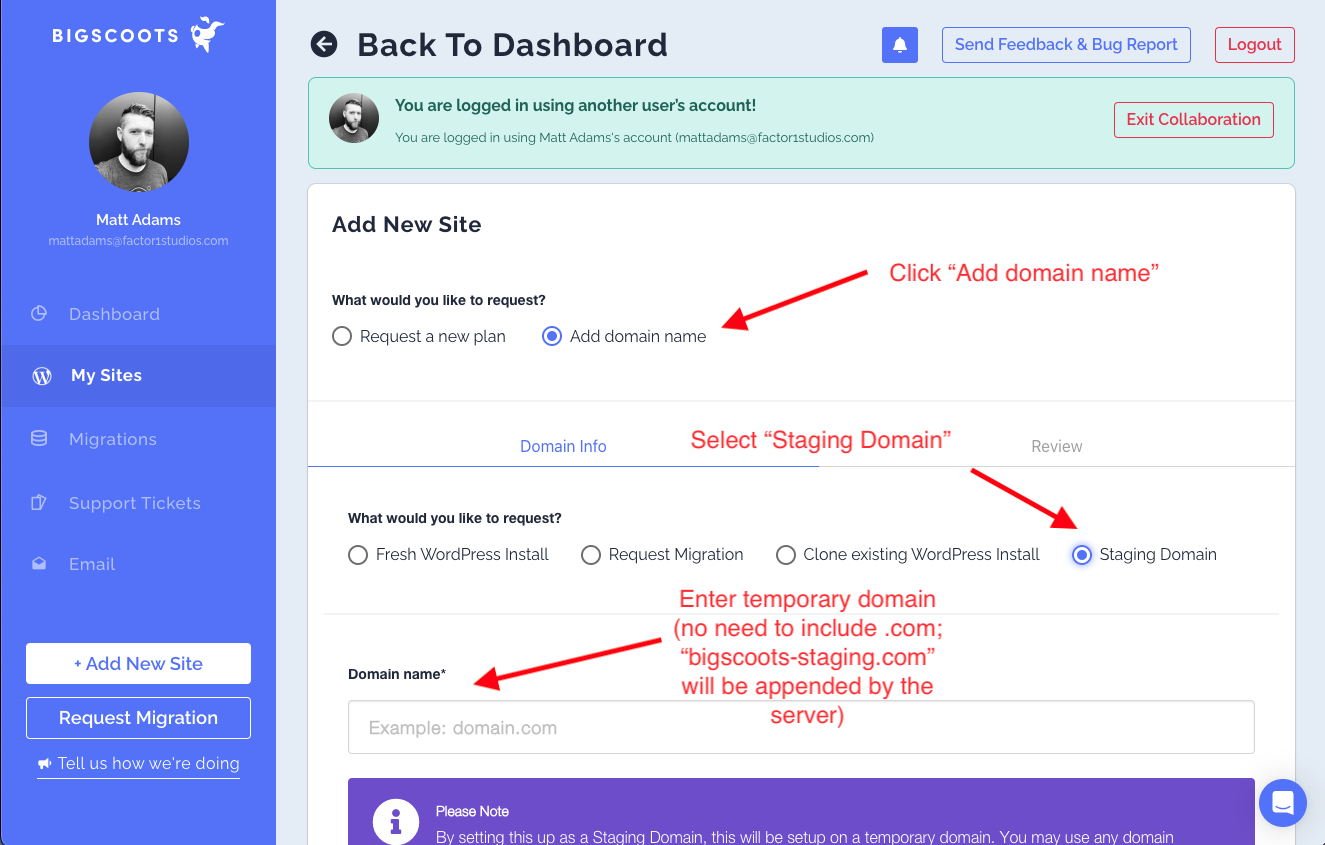 BIGSCOOTS
Matt Adams
mattadams@factor1studios.com
Dashboard
My Sites
Migrations
Support Tickets
Email
+ Add New Site
Request Migration
Tell us how we're doing
Back To Dashboard
Send Feedback & Bug Report
Logout
You are logged in using another user's account!
You are logged in using Matt Adams's account (mattadams@factor1studios.com)
Exit Collaboration
Add New Site
Click “Add domain name”
What would you like to request?
Request a new plan
Add domain name
Domain Info
Select “Staging Domain”
Review
What would you like to request?
Fresh WordPress Install
Request Migration
Clone existing WordPress Install
Staging Domain
Enter temporary domain
(no need to include .com;
“bigscoots-staging.com”
will be appended by the
server)
Domain name*
Example: domain.com
Please Note
By setting this up as a Staging Domain, this will be setup on a temporary domain. You may use any domain